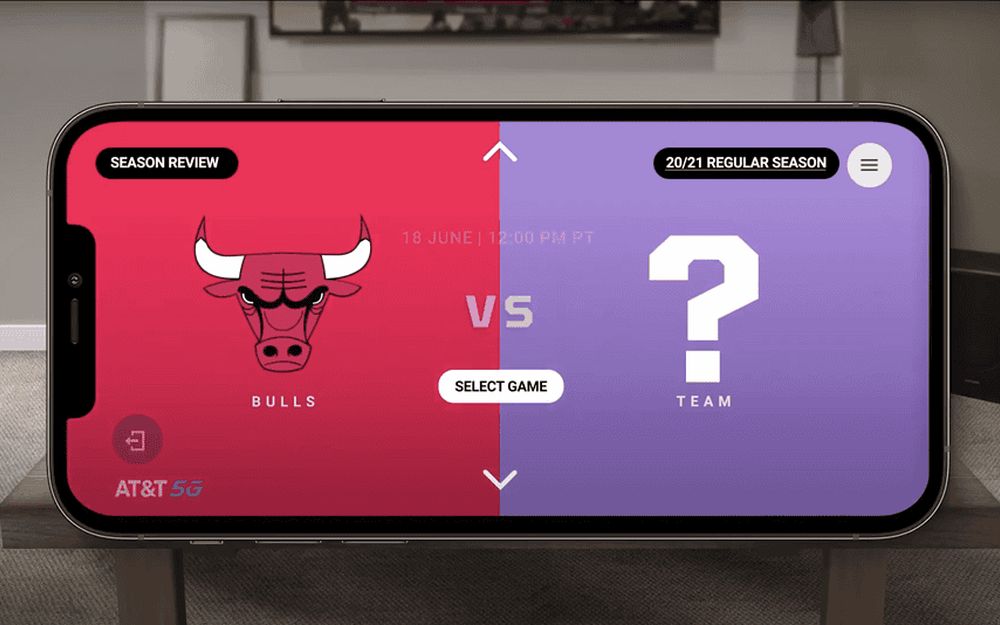 SEASON REVIEW
20/21 REGULAR SEASON
18 JUNE | 12:00 PM PT
VS
?
SELECT GAME
BULLS
TEAM
AT&T 5G